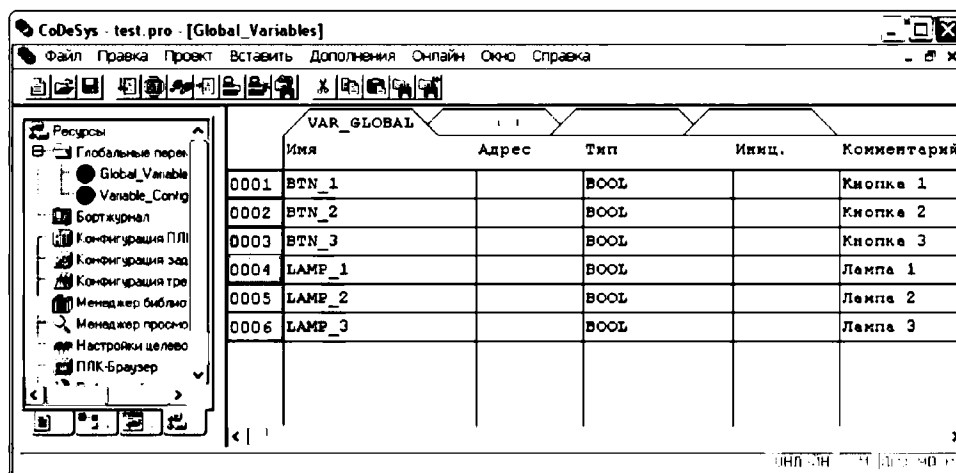 CoDeSys - test.pro - [Global_Variables]
Файл Правка Проект Вставить Дополнения Онлайн Окно Справка
Ресурсы
Глобальные перем
Global_Variable
Variable_Config
Бортжурнал
Конфигурация ПЛК
Конфигурация зад
Конфигурация тре
Менеджер библио
Менеджер просмо
Настройки целево
ПЛК-Браузер
VAR_GLOBAL
Имя Адрес Тип Иниц. Комментарий
0001 BTN_1 BOOL Кнопка 1
0002 BTN_2 BOOL Кнопка 2
0003 BTN_3 BOOL Кнопка 3
0004 LAMP_1 BOOL Лампа 1
0005 LAMP_2 BOOL Лампа 2
0006 LAMP_3 BOOL Лампа 3